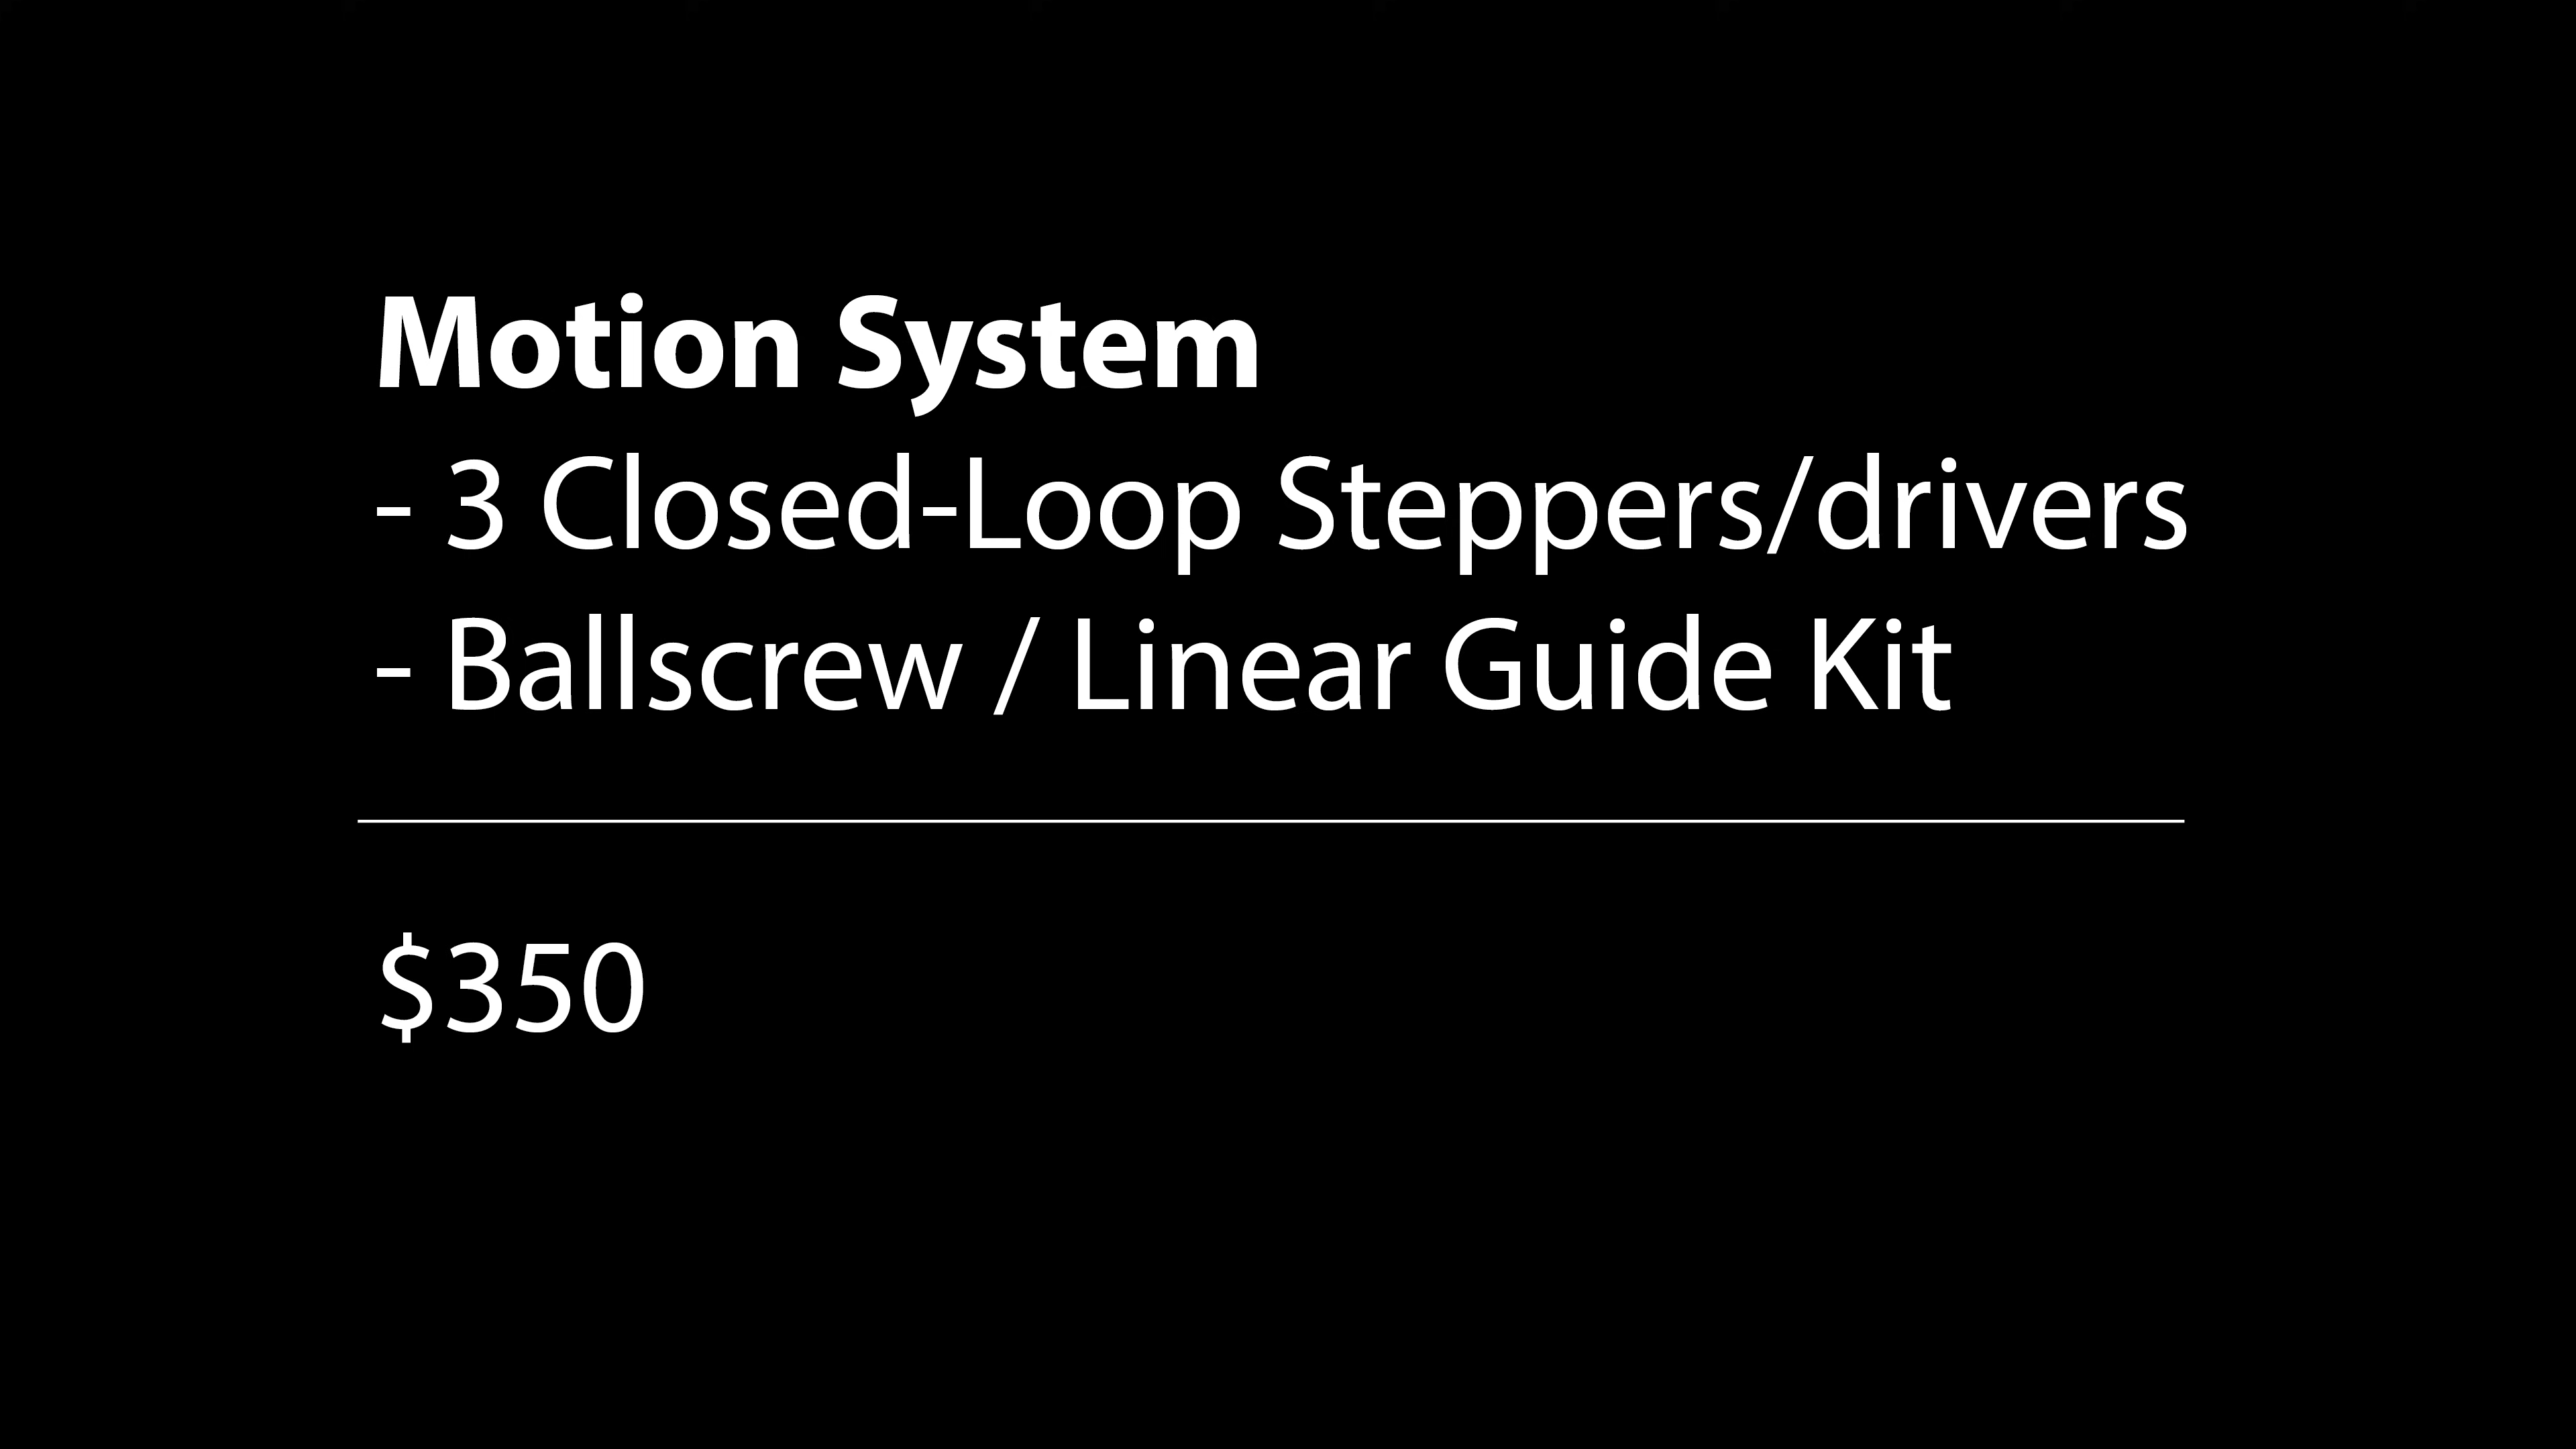 Motion System
- 3 Closed-Loop Steppers/drivers
- Ballscrew / Linear Guide Kit
$350